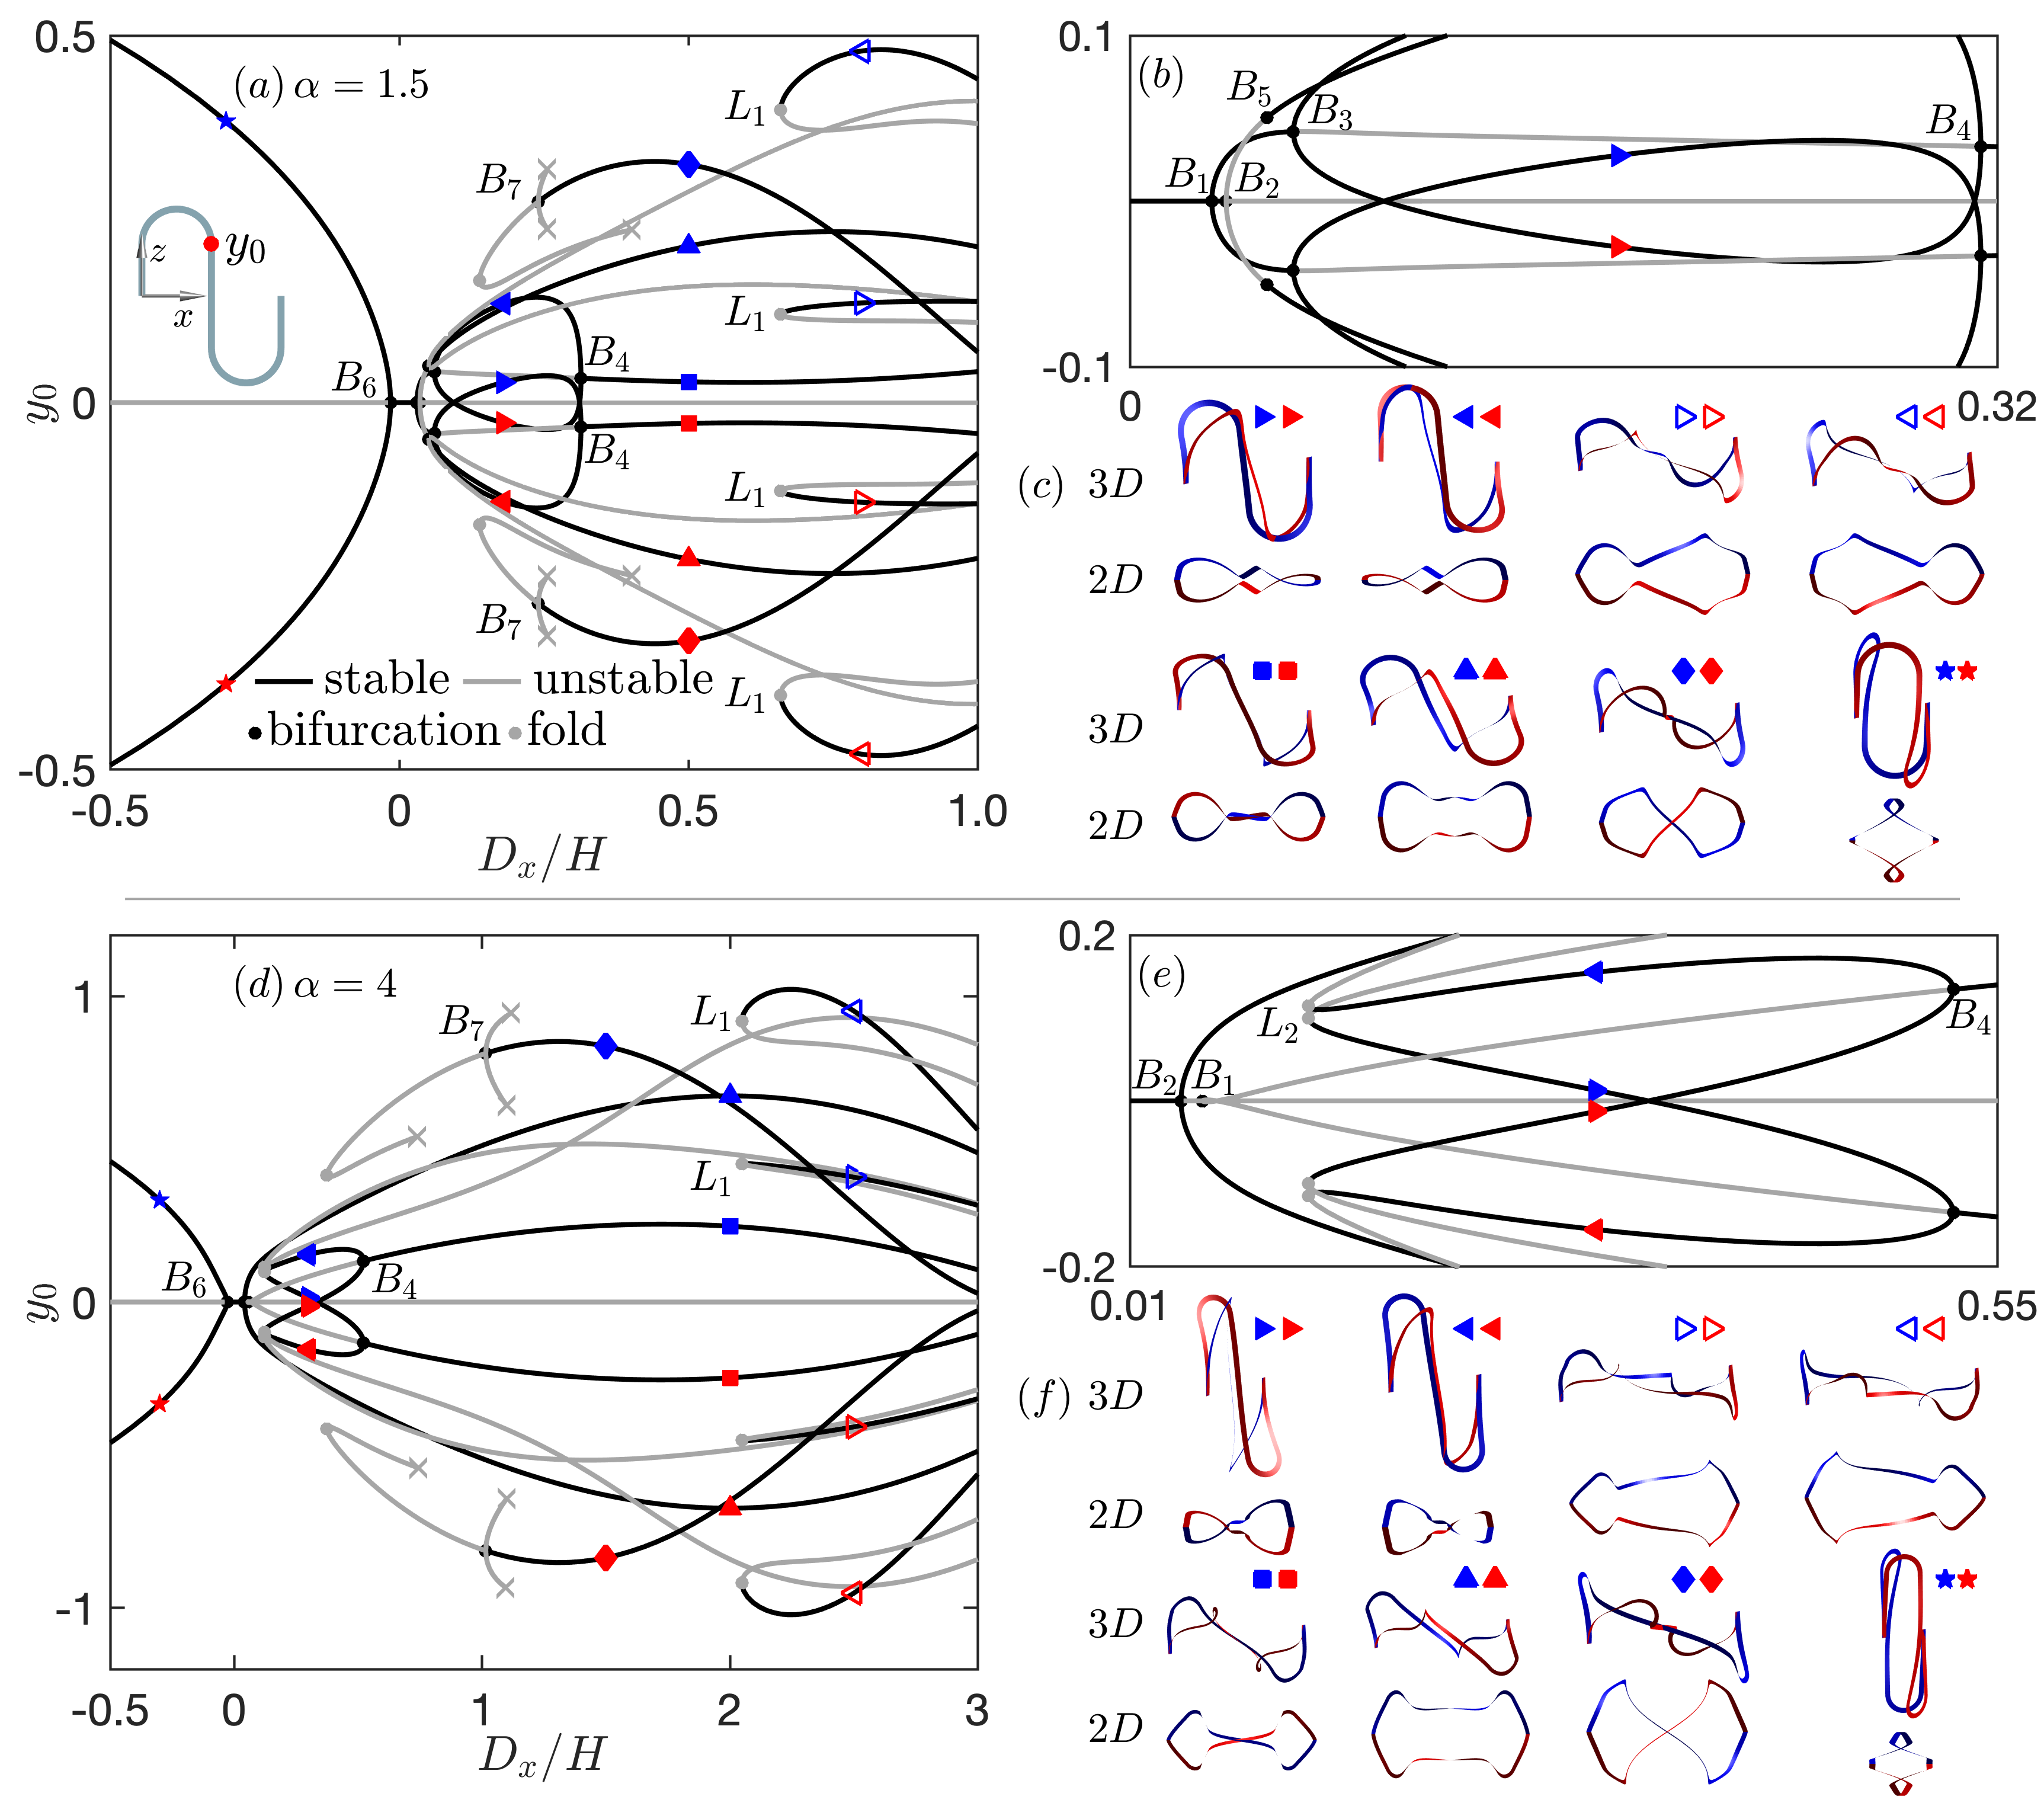 (a) α = 1.5
0.5
0
-0.5
y₀
L₁
B₇
z
y₀
x
L₁
B₆
B₄
B₄
L₁
B₇
stable unstable
L₁
bifurcation fold
-0.5 0 0.5 1.0
Dₓ/H
(b)
0.1
-0.1
B₅
B₃
B₄
B₁
B₂
0 0.32
(c) 3D
2D
3D
2D
(d) α = 4
1
0
-1
y₀
B₇
L₁
L₁
B₆
B₄
-0.5 0 1 2 3
Dₓ/H
(e)
0.2
-0.2
L₂
B₄
B₂ B₁
0.01 0.55
(f) 3D
2D
3D
2D